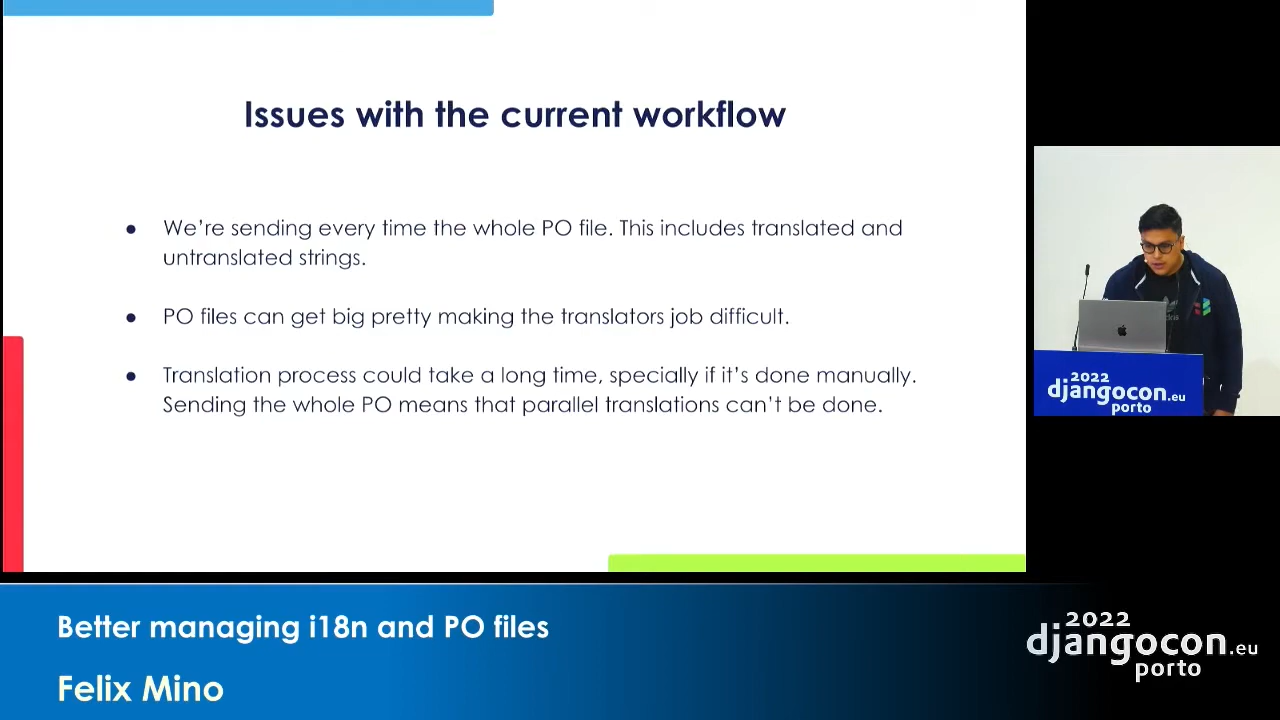 Issues with the current workflow
● We're sending every time the whole PO file. This includes translated and
untranslated strings.
● PO files can get big pretty making the translators job difficult.
● Translation process could take a long time, specially if it's done manually.
Sending the whole PO means that parallel translations can't be done.
2022
djangocon.eu
porto
Better managing i18n and PO files
Felix Mino
2022
djangocon.eu
porto